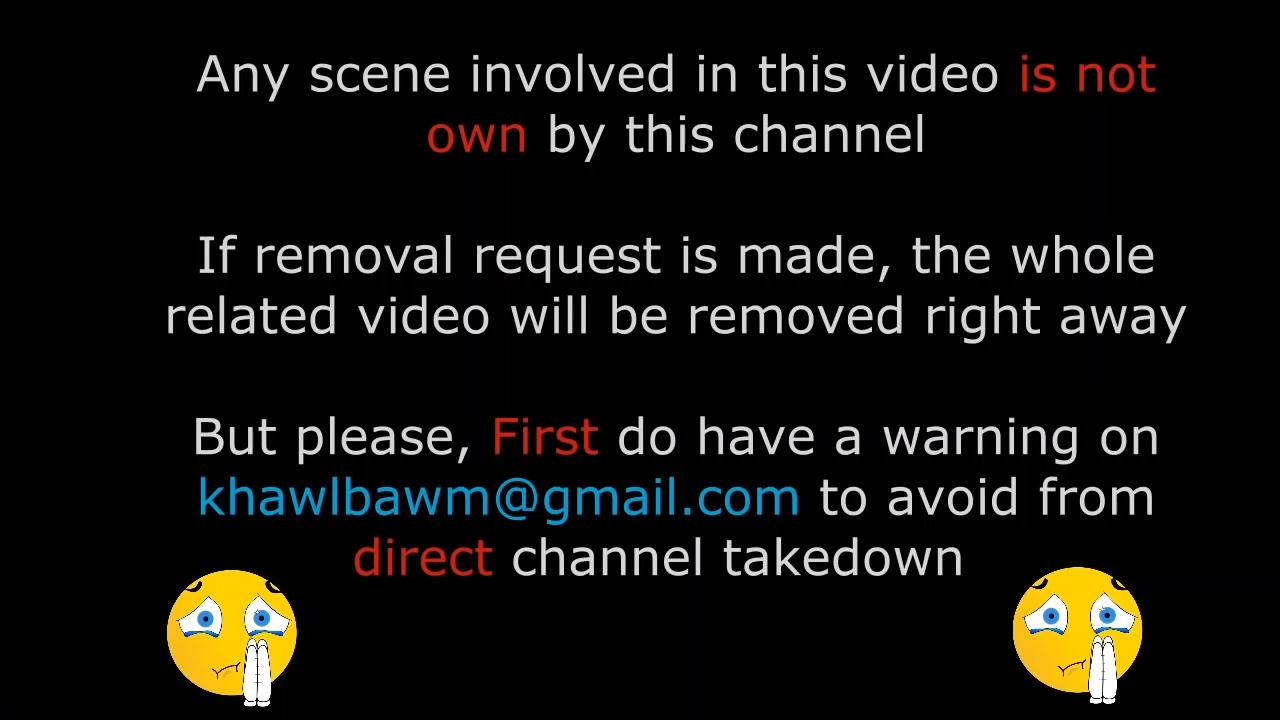 Any scene involved in this video is not
own by this channel
If removal request is made, the whole
related video will be removed right away
But please, First do have a warning on
khawlbawm@gmail.com to avoid from
direct channel takedown